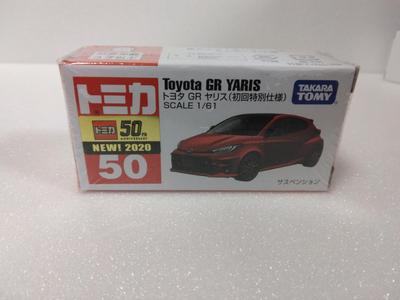 トミカ
Toyota GR YARIS
トヨタ GR ヤリス(初回特別仕様)
SCALE 1/61
TAKARA
TOMY
トミカ 50TH
ANNIVERSARY
NEW! 2020
50
サスペンション